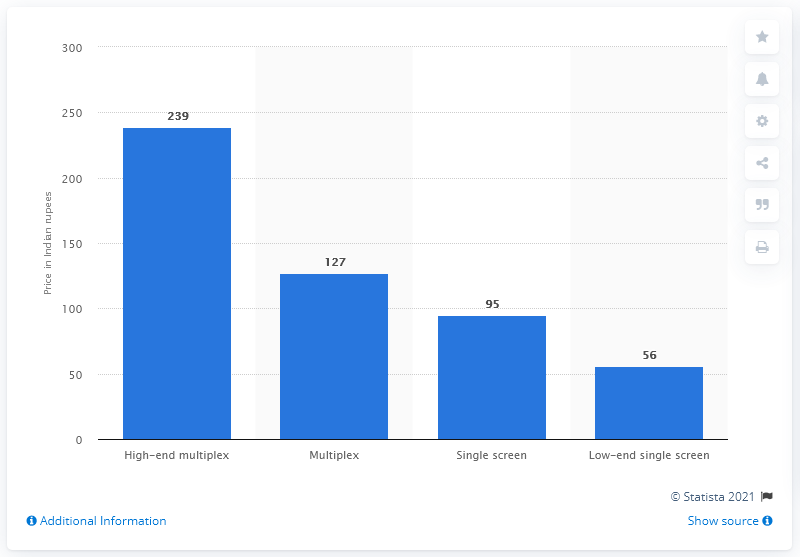 300
250
200
150
100
50
0
Price in Indian rupees
239
127
95
56
High-end multiplex
Multiplex
Single screen
Low-end single screen
© Statista 2021
Additional Information
Show source